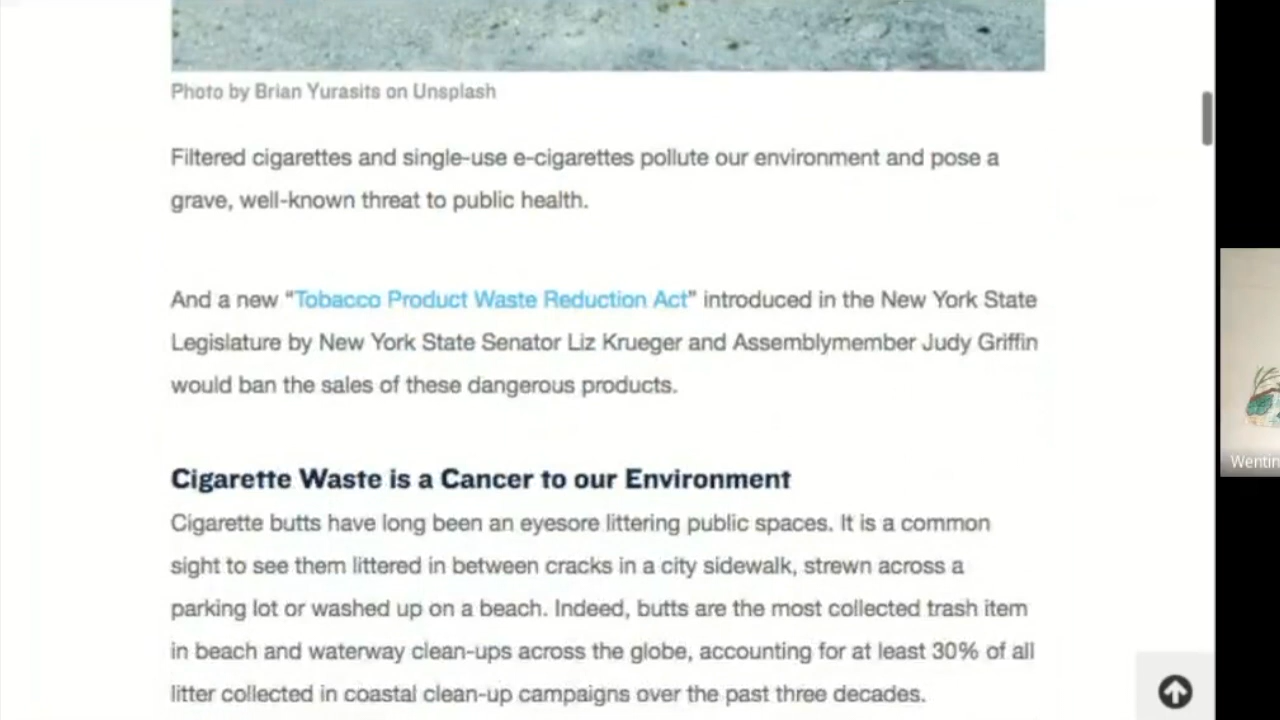 Photo by Brian Yurasits on Unsplash
Filtered cigarettes and single-use e-cigarettes pollute our environment and pose a
grave, well-known threat to public health.
And a new “Tobacco Product Waste Reduction Act” introduced in the New York State
Legislature by New York State Senator Liz Krueger and Assemblymember Judy Griffin
would ban the sales of these dangerous products.
Cigarette Waste is a Cancer to our Environment
Cigarette butts have long been an eyesore littering public spaces. It is a common
sight to see them littered in between cracks in a city sidewalk, strewn across a
parking lot or washed up on a beach. Indeed, butts are the most collected trash item
in beach and waterway clean-ups across the globe, accounting for at least 30% of all
litter collected in coastal clean-up campaigns over the past three decades.
Wentin